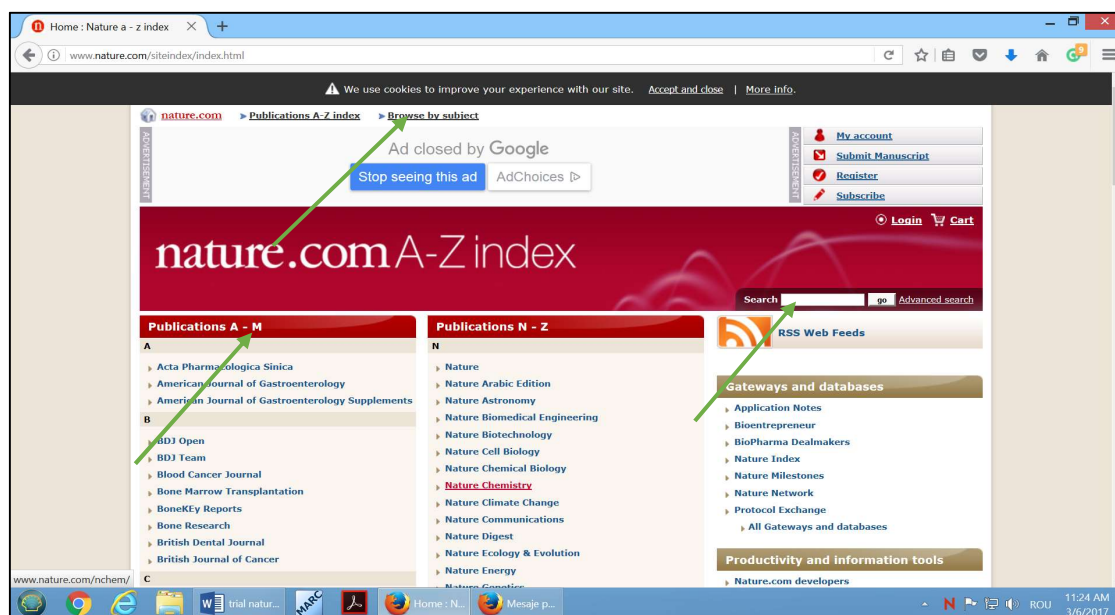 Home : Nature a - z index
www.nature.com/siteindex/index.html
9
We use cookies to improve your experience with our site. Accept and close | More info.
nature.com Publications A-Z index Browse by subject
ADVERTISEMENT
Ad closed by Google
Stop seeing this ad AdChoices
ADVERTISEMENT
My account
Submit Manuscript
Register
Subscribe
Login Cart
nature.com A-Z index
Search go Advanced search
Publications A - M
A
Acta Pharmacologica Sinica
American Journal of Gastroenterology
American Journal of Gastroenterology Supplements
B
BDJ Open
BDJ Team
Blood Cancer Journal
Bone Marrow Transplantation
BoneKEy Reports
Bone Research
British Dental Journal
British Journal of Cancer
C
Publications N - Z
N
Nature
Nature Arabic Edition
Nature Astronomy
Nature Biomedical Engineering
Nature Biotechnology
Nature Cell Biology
Nature Chemical Biology
Nature Chemistry
Nature Climate Change
Nature Communications
Nature Digest
Nature Ecology & Evolution
Nature Energy
Nature Genetics
RSS Web Feeds
Gateways and databases
Application Notes
Bioentrepreneur
BioPharma Dealmakers
Nature Index
Nature Milestones
Nature Network
Protocol Exchange
All Gateways and databases
Productivity and information tools
Nature.com developers
www.nature.com/nchem/
trial natur...
MARC
Home : N...
Mesaje p...
N
ROU
11:24 AM
3/6/2017